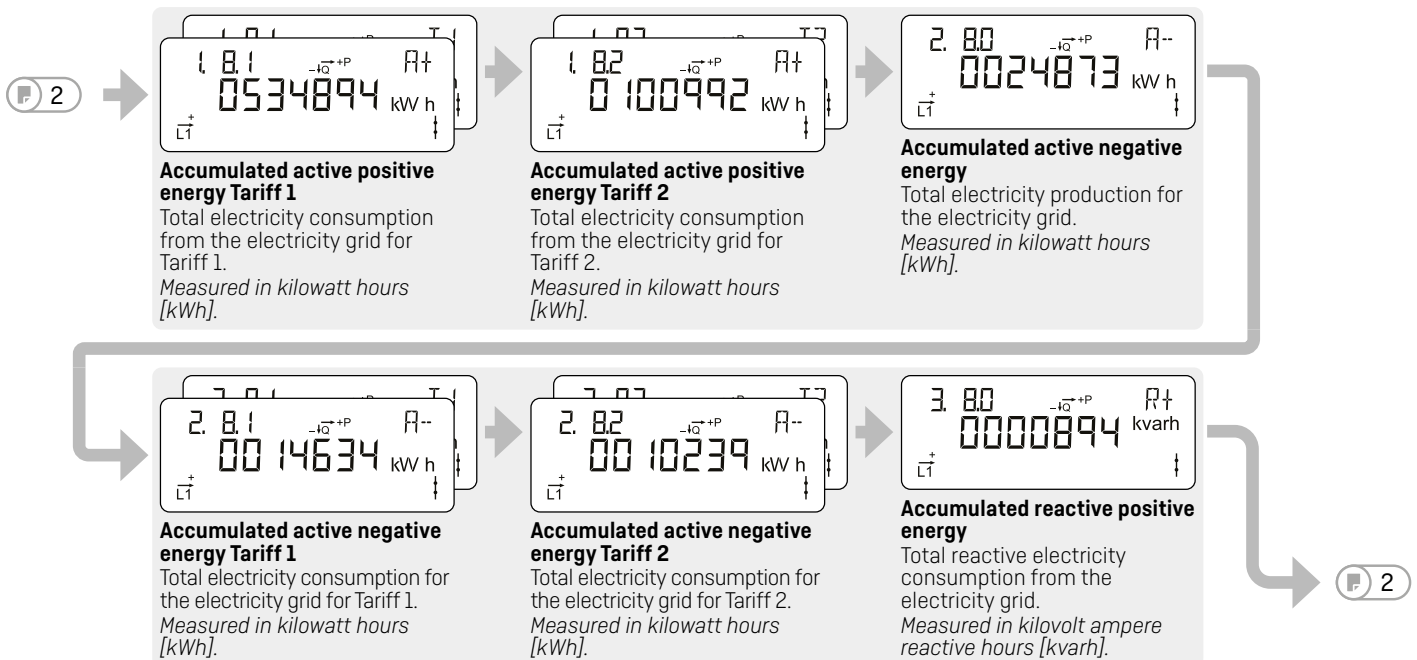 2
1. 8.1 -Q +P A+
0534894 kW h
L1 +
Accumulated active positive
energy Tariff 1
Total electricity consumption
from the electricity grid for
Tariff 1.
Measured in kilowatt hours
[kWh].
1. 8.2 -Q +P A+
0100992 kW h
L1 +
Accumulated active positive
energy Tariff 2
Total electricity consumption
from the electricity grid for
Tariff 2.
Measured in kilowatt hours
[kWh].
2. 8.0 -Q +P A--
0024873 kW h
L1 +
Accumulated active negative
energy
Total electricity production for
the electricity grid.
Measured in kilowatt hours
[kWh].
2. 8.1 -Q +P A--
0014634 kW h
L1 +
Accumulated active negative
energy Tariff 1
Total electricity consumption for
the electricity grid for Tariff 1.
Measured in kilowatt hours
[kWh].
2. 8.2 -Q +P A--
0010239 kW h
L1 +
Accumulated active negative
energy Tariff 2
Total electricity consumption for
the electricity grid for Tariff 2.
Measured in kilowatt hours
[kWh].
3. 8.0 -Q +P R+
0000894 kvarh
L1 +
Accumulated reactive positive
energy
Total reactive electricity
consumption from the
electricity grid.
Measured in kilovolt ampere
reactive hours [kvarh].
2